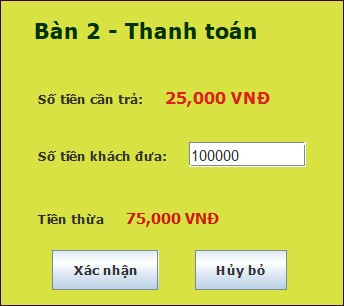 Bàn 2 - Thanh toán
Số tiền cần trả: 25,000 VNĐ
Số tiền khách đưa: 100000
Tiền thừa 75,000 VNĐ
Xác nhận Hủy bỏ